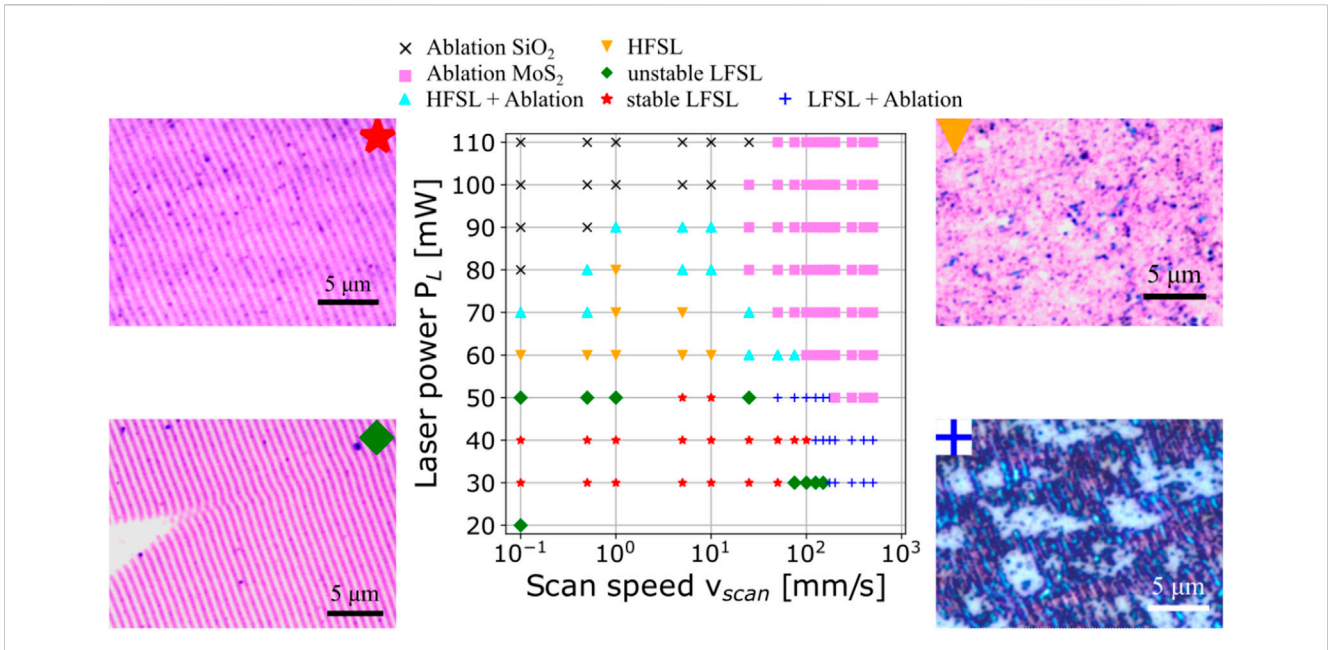 × Ablation SiO₂ ▼ HFSL
■ Ablation MoS₂ ◆ unstable LFSL
▲ HFSL + Ablation ★ stable LFSL + LFSL + Ablation
5 μm
5 μm
Laser power P_L [mW]
110
100
90
80
70
60
50
40
30
20
10⁻¹ 10⁰ 10¹ 10² 10³
Scan speed v_scan [mm/s]
5 μm
5 μm